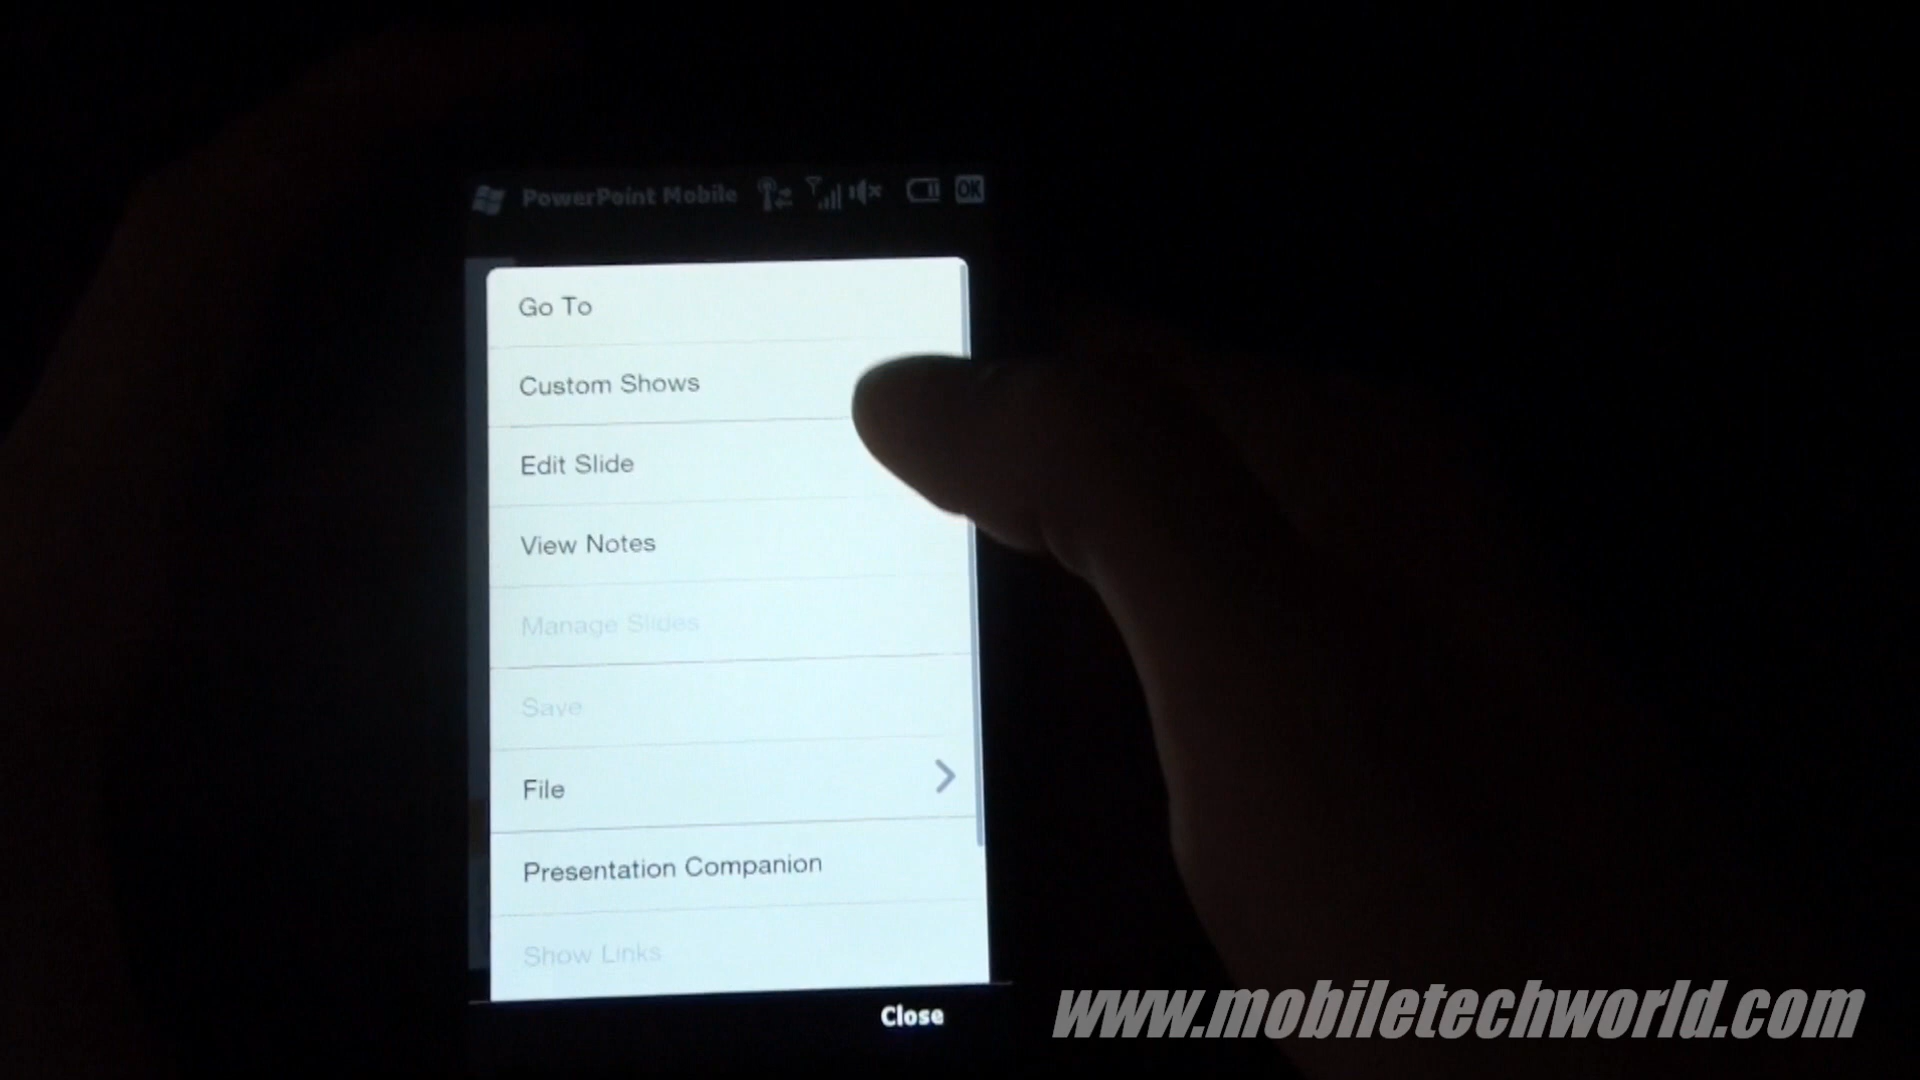 PowerPoint Mobile OK
Go To
Custom Shows
Edit Slide
View Notes
Manage Slides
Save
File
Presentation Companion
Show Links
Close
www.mobiletechworld.com